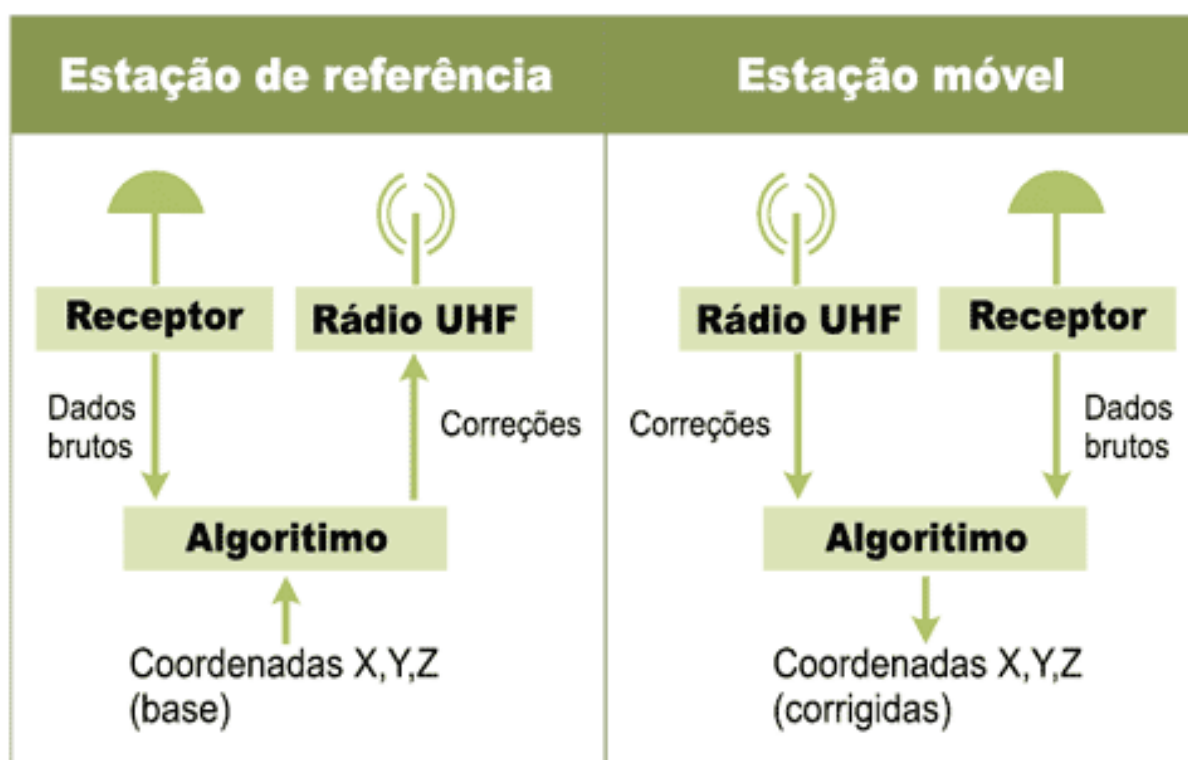 Estação de referência
Receptor
Rádio UHF
Dados
brutos
Correções
Algoritimo
Coordenadas X,Y,Z
(base)
Estação móvel
Rádio UHF
Receptor
Correções
Dados
brutos
Algoritimo
Coordenadas X,Y,Z
(corrigidas)